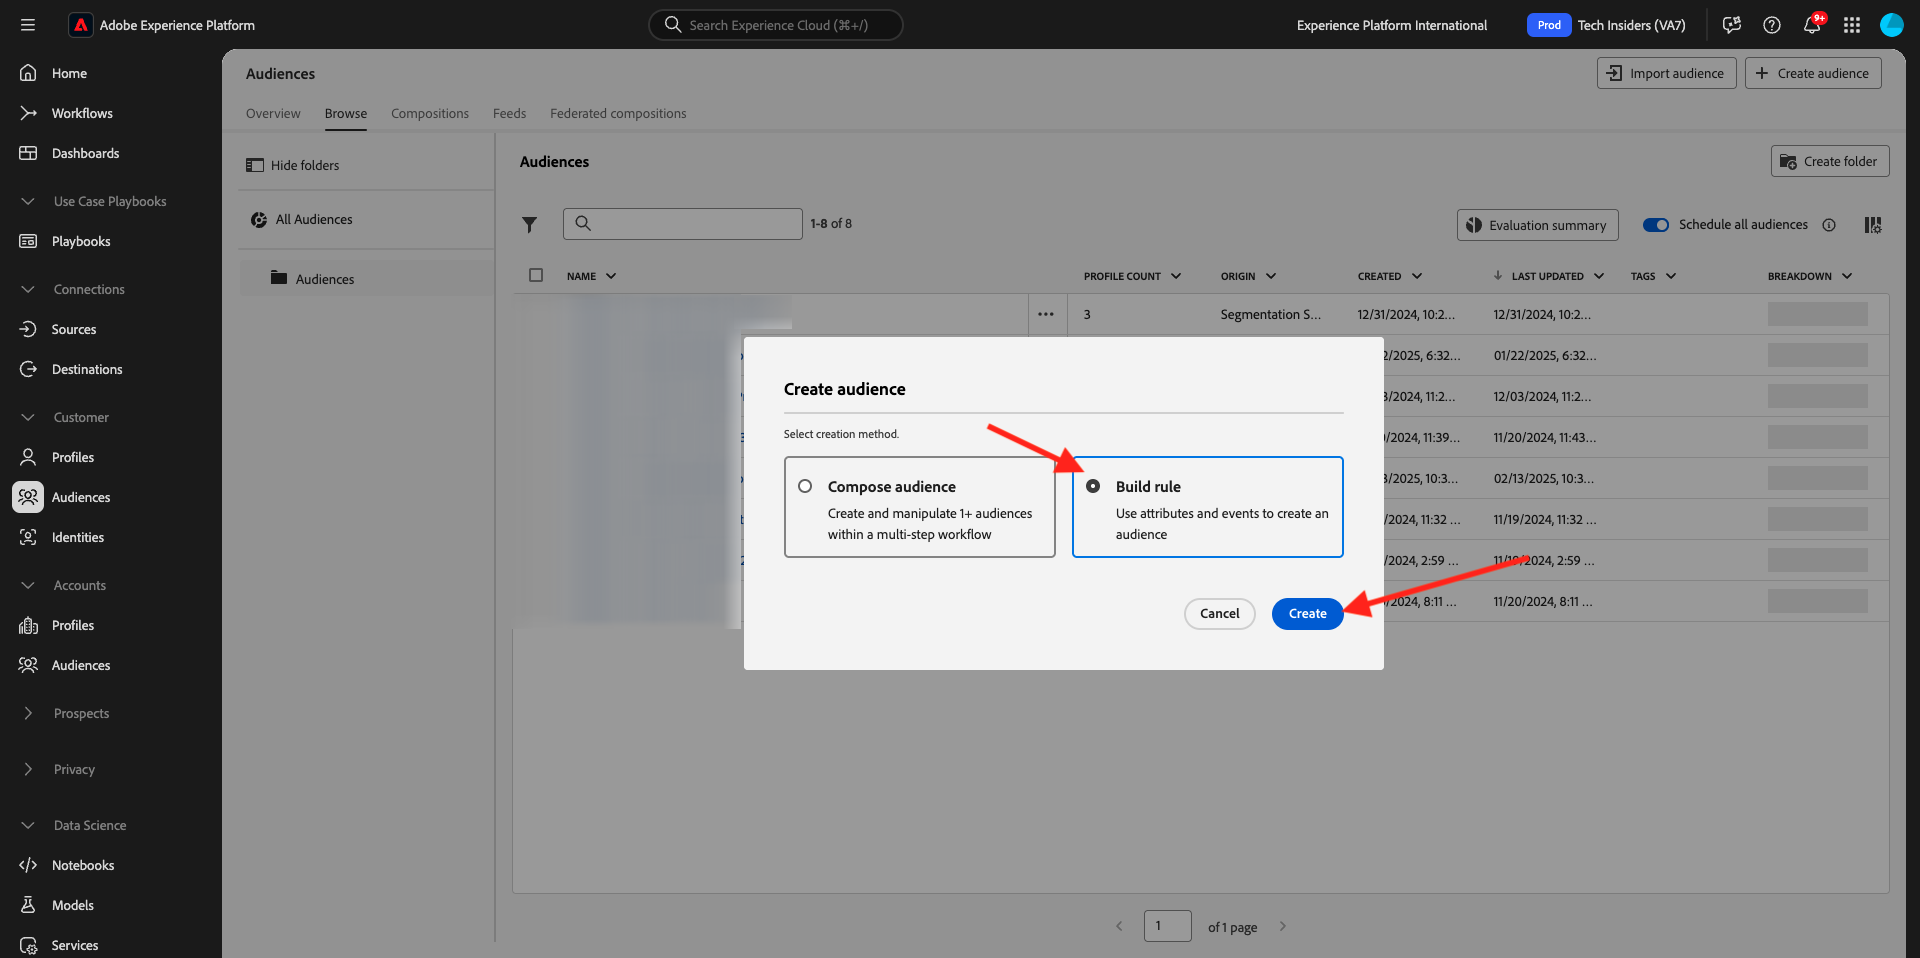 Adobe Experience Platform
Search Experience Cloud (⌘+/)
Experience Platform International
Prod
Tech Insiders (VA7)
9+
Home
Workflows
Dashboards
Use Case Playbooks
Playbooks
Connections
Sources
Destinations
Customer
Profiles
Audiences
Identities
Accounts
Profiles
Audiences
Prospects
Privacy
Data Science
Notebooks
Models
Services
Audiences
Import audience
Create audience
Overview
Browse
Compositions
Feeds
Federated compositions
Hide folders
All Audiences
Audiences
Audiences
Create folder
1-8 of 8
Evaluation summary
Schedule all audiences
NAME
PROFILE COUNT
ORIGIN
CREATED
LAST UPDATED
TAGS
BREAKDOWN
3
Segmentation S...
12/31/2024, 10:2...
12/31/2024, 10:2...
2/2025, 6:32...
01/22/2025, 6:32...
3/2024, 11:2...
12/03/2024, 11:2...
/2024, 11:39...
11/20/2024, 11:43...
3/2025, 10:3...
02/13/2025, 10:3...
/2024, 11:32 ...
11/19/2024, 11:32 ...
/2024, 2:59 ...
11/19/2024, 2:59 ...
/2024, 8:11 ...
11/20/2024, 8:11 ...
Create audience
Select creation method.
Compose audience
Create and manipulate 1+ audiences
within a multi-step workflow
Build rule
Use attributes and events to create an
audience
Cancel
Create
1
of 1 page